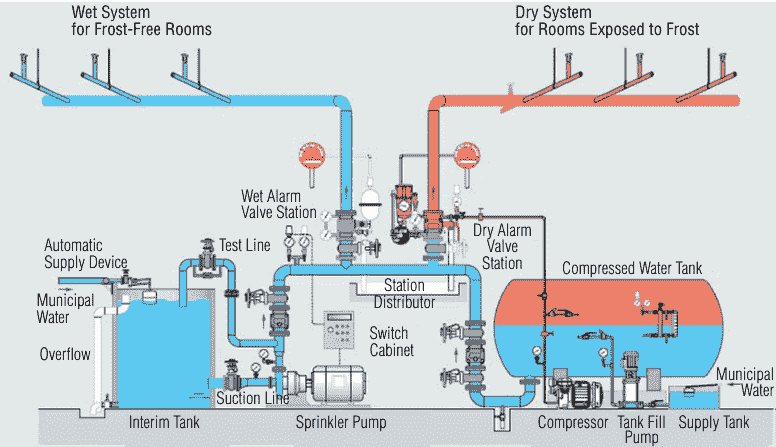 Wet System
for Frost-Free Rooms
Dry System
for Rooms Exposed to Frost
Wet Alarm
Valve Station
Dry Alarm
Valve
Station
Automatic
Supply Device
Test Line
Compressed Water Tank
Station
Distributor
Municipal
Water
Switch
Cabinet
Overflow
Municipal
Water
Suction Line
Interim Tank
Sprinkler Pump
Compressor
Tank Fill
Pump
Supply Tank